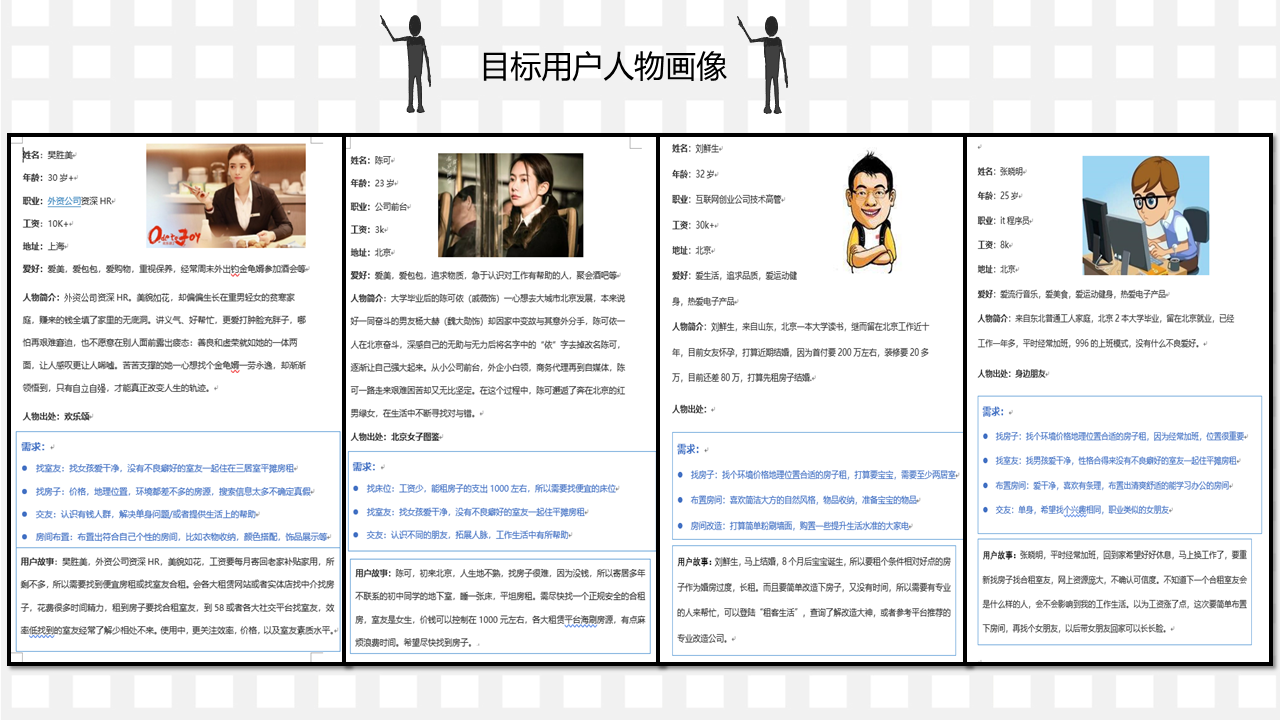 目标用户人物画像
姓名：樊胜美
年龄：30 岁+
职业：外资公司资深 HR
工资：10K+
地址：上海
爱好：爱美，爱包包，爱购物，重视保养，经常周末外出钓金龟婿参加酒会等
人物简介：外资公司资深 HR。美貌如花，却偏偏生长在重男轻女的贫寒家
庭，赚来的钱全填了家里的无底洞。讲义气、好帮忙，更爱打肿脸充胖子，哪
怕再艰难窘迫，也不愿意在别人面前露出疲态：善良和虚荣就如她的一体两
面，让人感叹更让人唏嘘。苦苦支撑的她一心想找个金龟婿一劳永逸，却渐渐
领悟到，只有自立自强，才能真正改变人生的轨迹。
人物出处：欢乐颂
需求：
找室友：找女孩爱干净，没有不良癖好的室友一起住在三居室平摊房租
找房子：价格，地理位置，环境都差不多的房源，搜索信息太多不确定真假
交友：认识有钱人群，解决单身问题/或者提供生活上的帮助
房间布置：布置出符合自己个性的房间，比如衣物收纳，颜色搭配，饰品展示等
用户故事：樊胜美，外资公司资深 HR，美貌如花，工资要每月寄回老家补贴家用，所
剩不多，所以需要找到便宜房租或找室友合租。会各大租赁网站或者实体店找中介找房
子，花费很多时间精力，租到房子要找合租室友，到 58 或者各大社交平台找室友，效
率低找到的室友经常了解少相处不来。使用中，更关注效率，价格，以及室友素质水平。
姓名：陈可
年龄：23 岁
职业：公司前台
工资：3k
地址：北京
爱好：爱美，爱包包，追求物质，急于认识对工作有帮助的人，聚会酒吧等
人物简介：大学毕业后的陈可依（戚薇饰）一心想去大城市北京发展，本来说
好一同奋斗的男友杨大赫（魏大勋饰）却因家中变故与其意外分手，陈可依一
人在北京奋斗，深感自己的无助与无力后将名字中的“依”字去掉改名陈可，
逐渐让自己强大起来。从小公司前台，外企小白领，商务代理再到自媒体，陈
可一路走来艰难困苦却又无比坚定。在这个过程中，陈可邂逅了奔在北京的红
男绿女，在生活中不断寻找对与错。
人物出处：北京女子图鉴
需求：
找床位：工资少，能租房子的支出 1000 左右，所以需要找便宜的床位
找室友：找女孩爱干净，没有不良癖好的室友一起住平摊房租
交友：认识不同的朋友，拓展人脉，工作生活中有所帮助
用户故事：陈可，初来北京，人生地不熟，找房子很难，因为没钱，所以寄居多年
不联系的初中同学的地下室，睡一张床，平坦房租。需尽快找一个正规安全的合租
房，室友是女生，价钱可以控制在 1000 元左右，各大租赁平台海刷房源，有点麻
烦浪费时间。希望尽快找到房子。
姓名：刘鲜生
年龄：32 岁
职业：互联网创业公司技术高管
工资：30k+
地址：北京
爱好：爱生活，追求品质，爱运动健
身，热爱电子产品
人物简介：刘鲜生，来自山东，北京一本大学读书，继而留在北京工作近十
年，目前女友怀孕，打算近期结婚，因为首付要 200 万左右，装修要 20 多
万，目前还差 80 万，打算先租房子结婚
人物出处：
需求：
找房子：找个环境价格地理位置合适的房子租，打算要宝宝，需要至少两居室
布置房间：喜欢简洁大方的自然风格，物品收纳，准备宝宝的物品
房间改造：打算简单粉刷墙面，购置一些提升生活水准的大家电
用户故事：刘鲜生，马上结婚，8 个月后宝宝诞生，所以要租个条件相对好点的房
子作为婚房过度，长租。而且要简单改造下房子，又没有时间，所以需要有专业
的人来帮忙，可以登陆“租客生活”，查询了解改造大神，或者参考平台推荐的
专业改造公司。
姓名：张晓明
年龄：25 岁
职业：it 程序员
工资：8k
地址：北京
爱好：爱流行音乐，爱美食，爱运动健身，热爱电子产品
人物简介：来自东北普通工人家庭，北京 2 本大学毕业，留在北京就业，已经
工作一年多，平时经常加班，996 的上班模式，没有什么不良爱好。
人物出处：身边朋友
需求：
找房子：找个环境价格地理位置合适的房子租，因为经常加班，位置很重要
找室友：找男孩爱干净，性格合得来没有不良癖好的室友一起住平摊房租
布置房间：爱干净，喜欢有条理，布置出清爽舒适的能学习办公的房间
交友：单身，希望找个兴趣相同，职业类似的女朋友
用户故事：张晓明，平时经常加班，回到家希望好好休息，马上换工作了，要重
新找房子找合租室友，网上资源庞大，不确认可信度。不知道下一个合租室友会
是什么样的人，会不会影响到我的工作生活。以为工资涨了点，这次要简单布置
下房间，再找个女朋友，以后带女朋友回家可以长长脸。